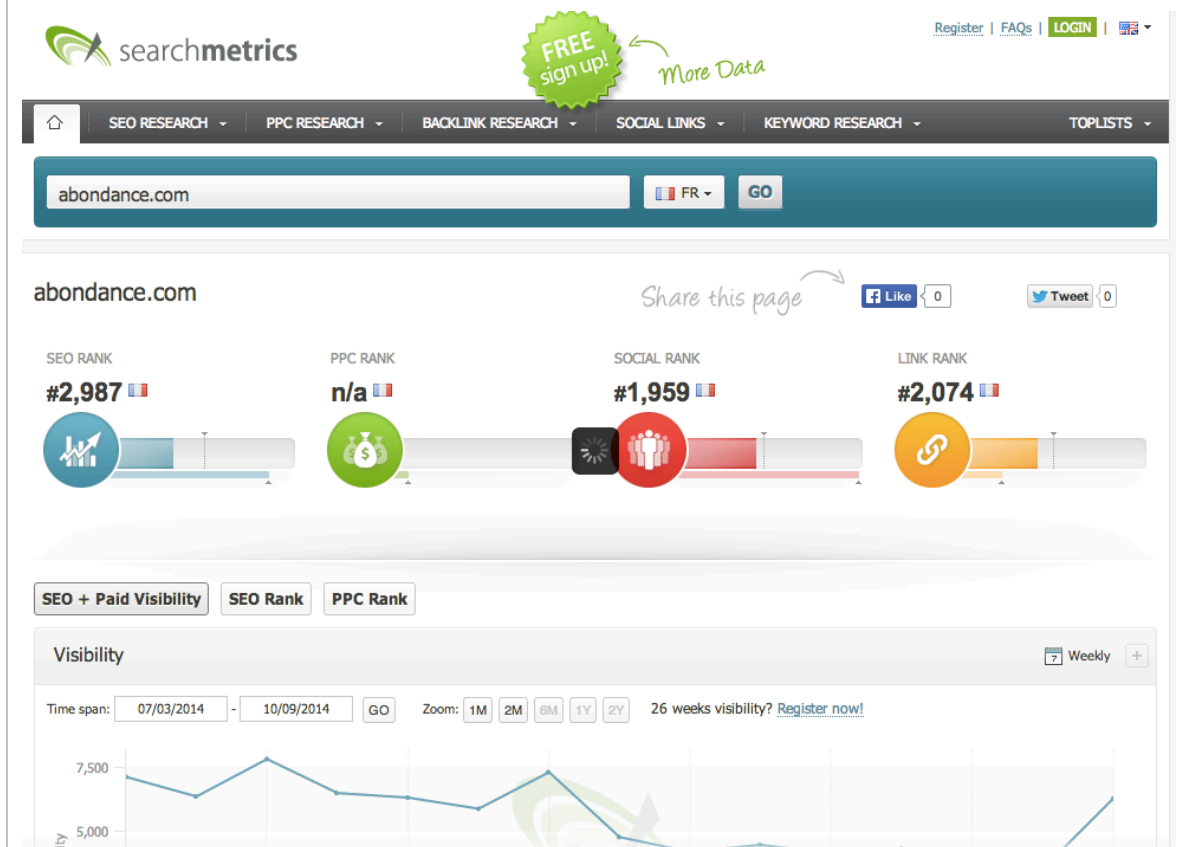 searchmetrics
FREE
sign up!
More Data
Register | FAQs | LOGIN |
SEO RESEARCH
PPC RESEARCH
BACKLINK RESEARCH
SOCIAL LINKS
KEYWORD RESEARCH
TOPLISTS
abondance.com
FR
GO
abondance.com
Share this page
Like
0
Tweet
0
SEO RANK
PPC RANK
SOCIAL RANK
LINK RANK
#2,987
n/a
#1,959
#2,074
$ $ $
SEO + Paid Visibility
SEO Rank
PPC Rank
Visibility
7
Weekly
+
Time span: 07/03/2014 - 10/09/2014 GO
Zoom: 1M 2M 6M 1Y 2Y
26 weeks visibility? Register now!
7,500
5,000